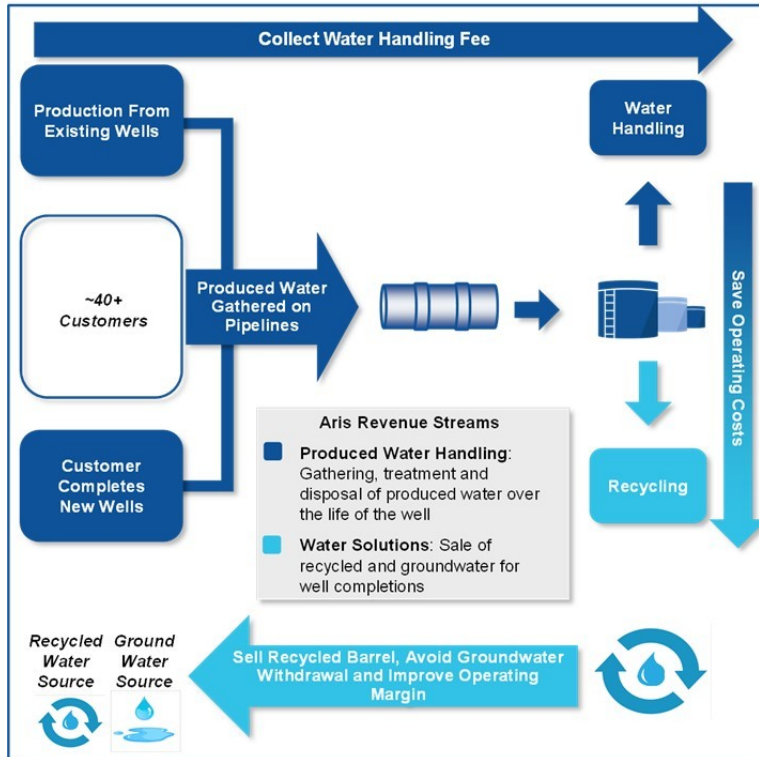 Collect Water Handling Fee
Production From
Existing Wells
Water
Handling
~40+
Customers
Produced Water
Gathered on
Pipelines
Save Operating Costs
Customer
Completes
New Wells
Aris Revenue Streams
Produced Water Handling:
Gathering, treatment and
disposal of produced water over
the life of the well
Water Solutions: Sale of
recycled and groundwater for
well completions
Recycling
Recycled
Water
Source
Ground
Water
Source
Sell Recycled Barrel, Avoid Groundwater
Withdrawal and Improve Operating
Margin